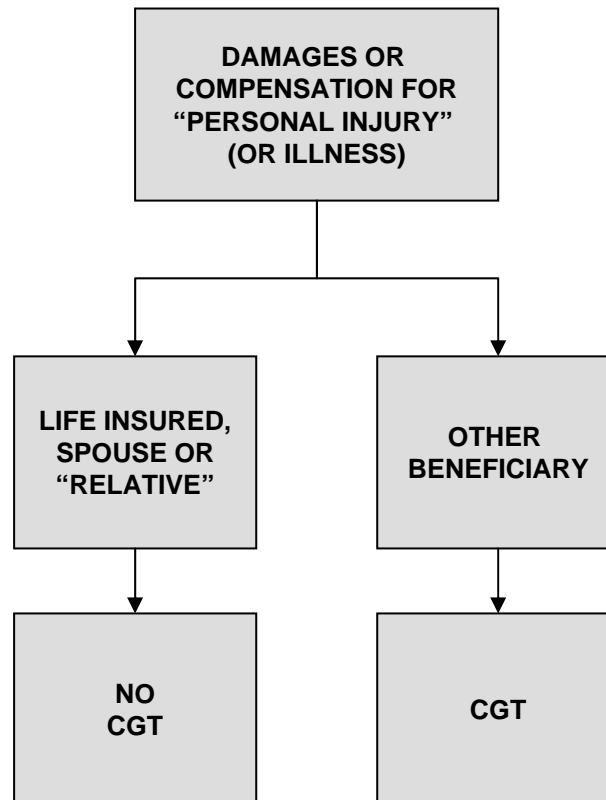 DAMAGES OR
COMPENSATION FOR
“PERSONAL INJURY”
(OR ILLNESS)
LIFE INSURED,
SPOUSE OR
“RELATIVE”
OTHER
BENEFICIARY
NO
CGT
CGT